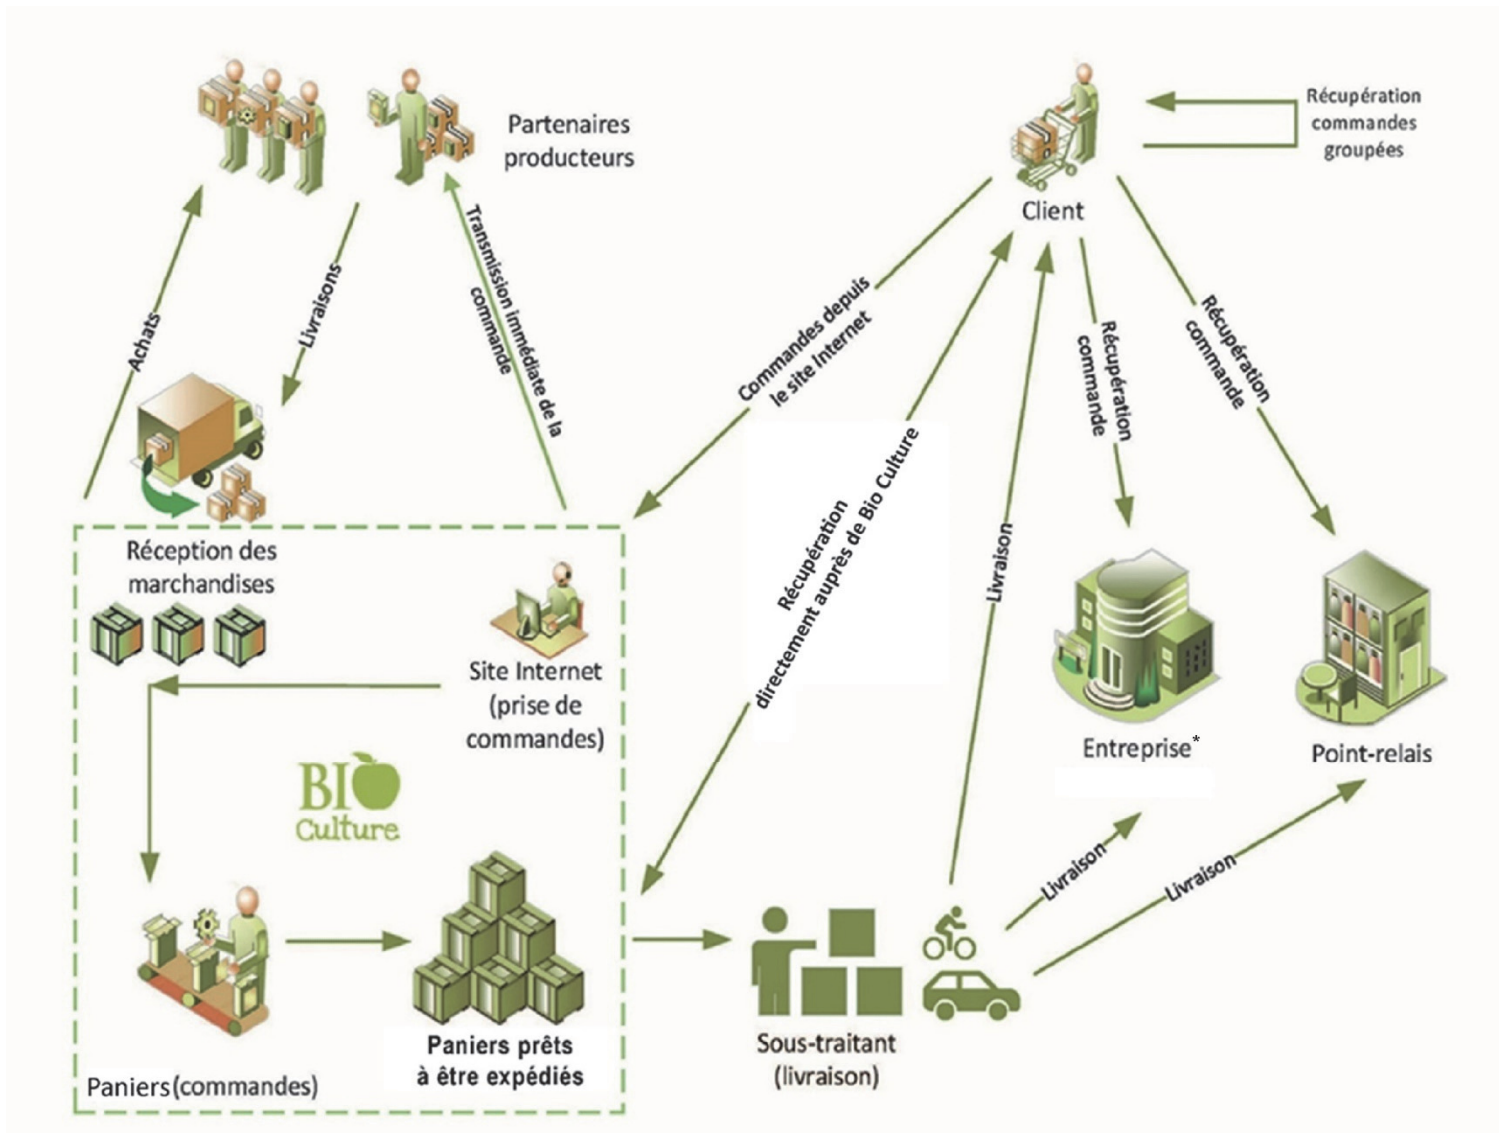 Partenaires
producteurs
Récupération
commandes
groupées
Client
Achats
Livraisons
Transmission immédiate de la
commande
Commandes depuis
le site Internet
Récupération
directement auprès de Bio Culture
Livraison
Récupération
commande
Récupération
commande
Réception des
marchandises
Site Internet
(prise de
commandes)
BIO
Culture
Entreprise*
Point-relais
Livraison
Livraison
Paniers (commandes)
Paniers prêts
à être expédiés
Sous-traitant
(livraison)